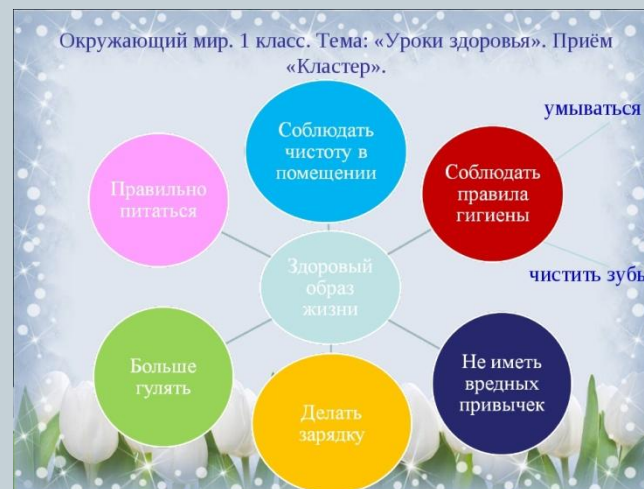 Окружающий мир. 1 класс. Тема: «Уроки здоровья». Приём
«Кластер».
умываться
Соблюдать
чистоту в
помещении
Соблюдать
правила
гигиены
Правильно
питаться
чистить зубы
Здоровый
образ
жизни
Больше
гулять
Не иметь
вредных
привычек
Делать
зарядку